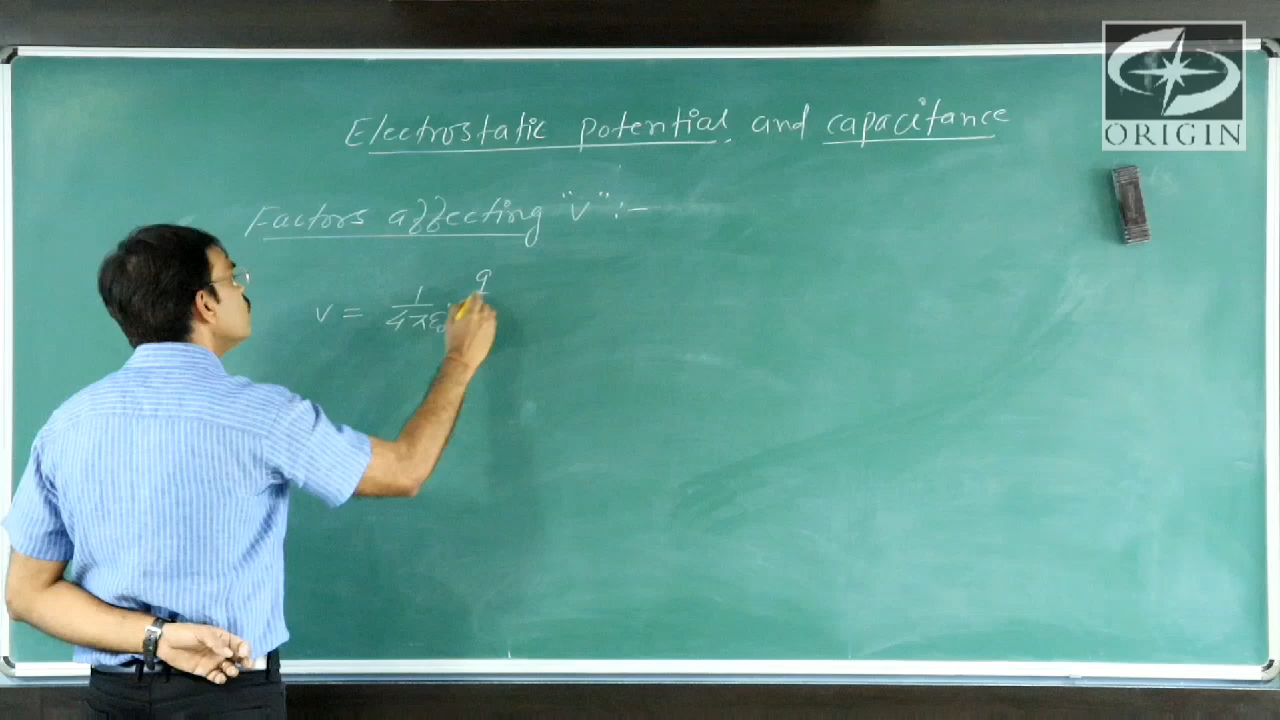 ORIGIN
Electrostatic potential and capacitance
Factors affecting "v" :-
v = 1/4πε₀ q